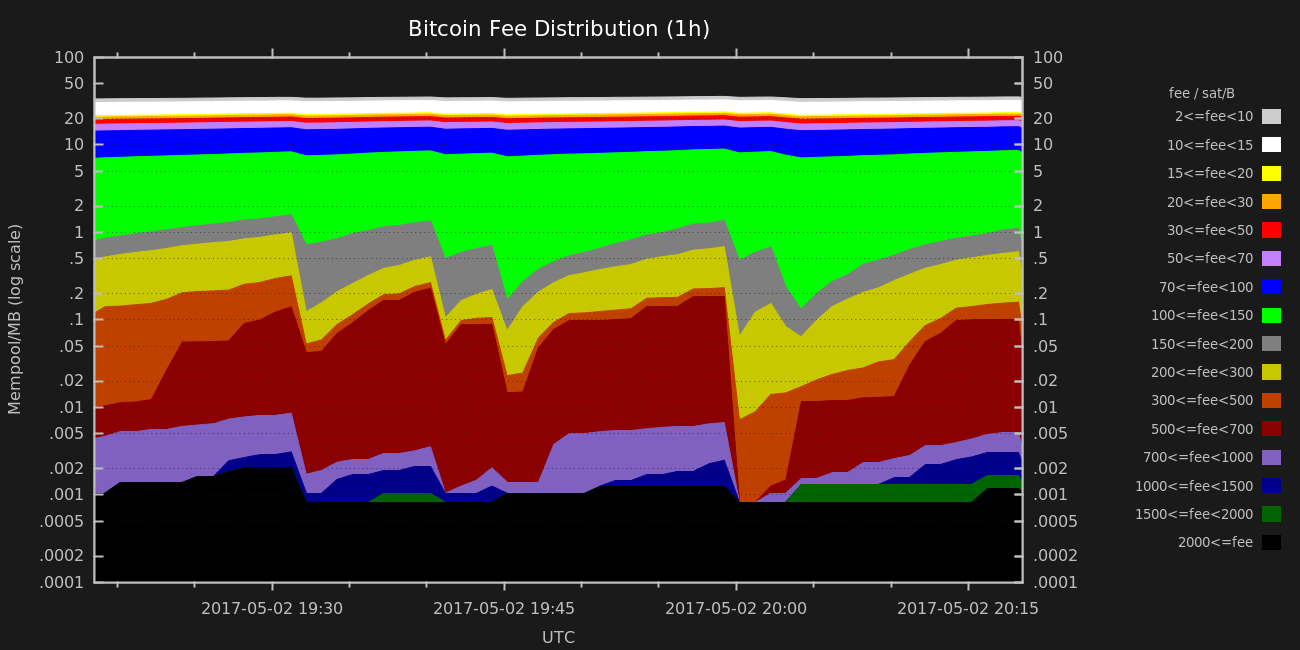 Bitcoin Fee Distribution (1h)
100
50
20
10
5
2
1
.5
.2
.1
.05
.02
.01
.005
.002
.001
.0005
.0002
.0001
Mempool/MB (log scale)
100
50
20
10
5
2
1
.5
.2
.1
.05
.02
.01
.005
.002
.001
.0005
.0002
.0001
2017-05-02 19:30 2017-05-02 19:45 2017-05-02 20:00 2017-05-02 20:15
UTC
fee / sat/B
2<=fee<10
10<=fee<15
15<=fee<20
20<=fee<30
30<=fee<50
50<=fee<70
70<=fee<100
100<=fee<150
150<=fee<200
200<=fee<300
300<=fee<500
500<=fee<700
700<=fee<1000
1000<=fee<1500
1500<=fee<2000
2000<=fee